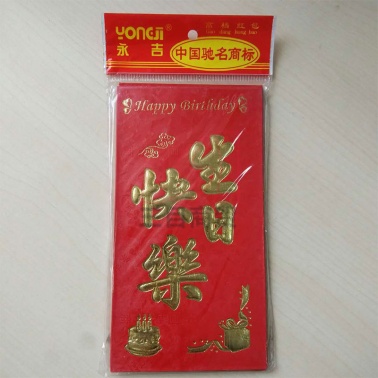 YONGJI
永吉
中国驰名商标
Happy Birthday
生日
快樂